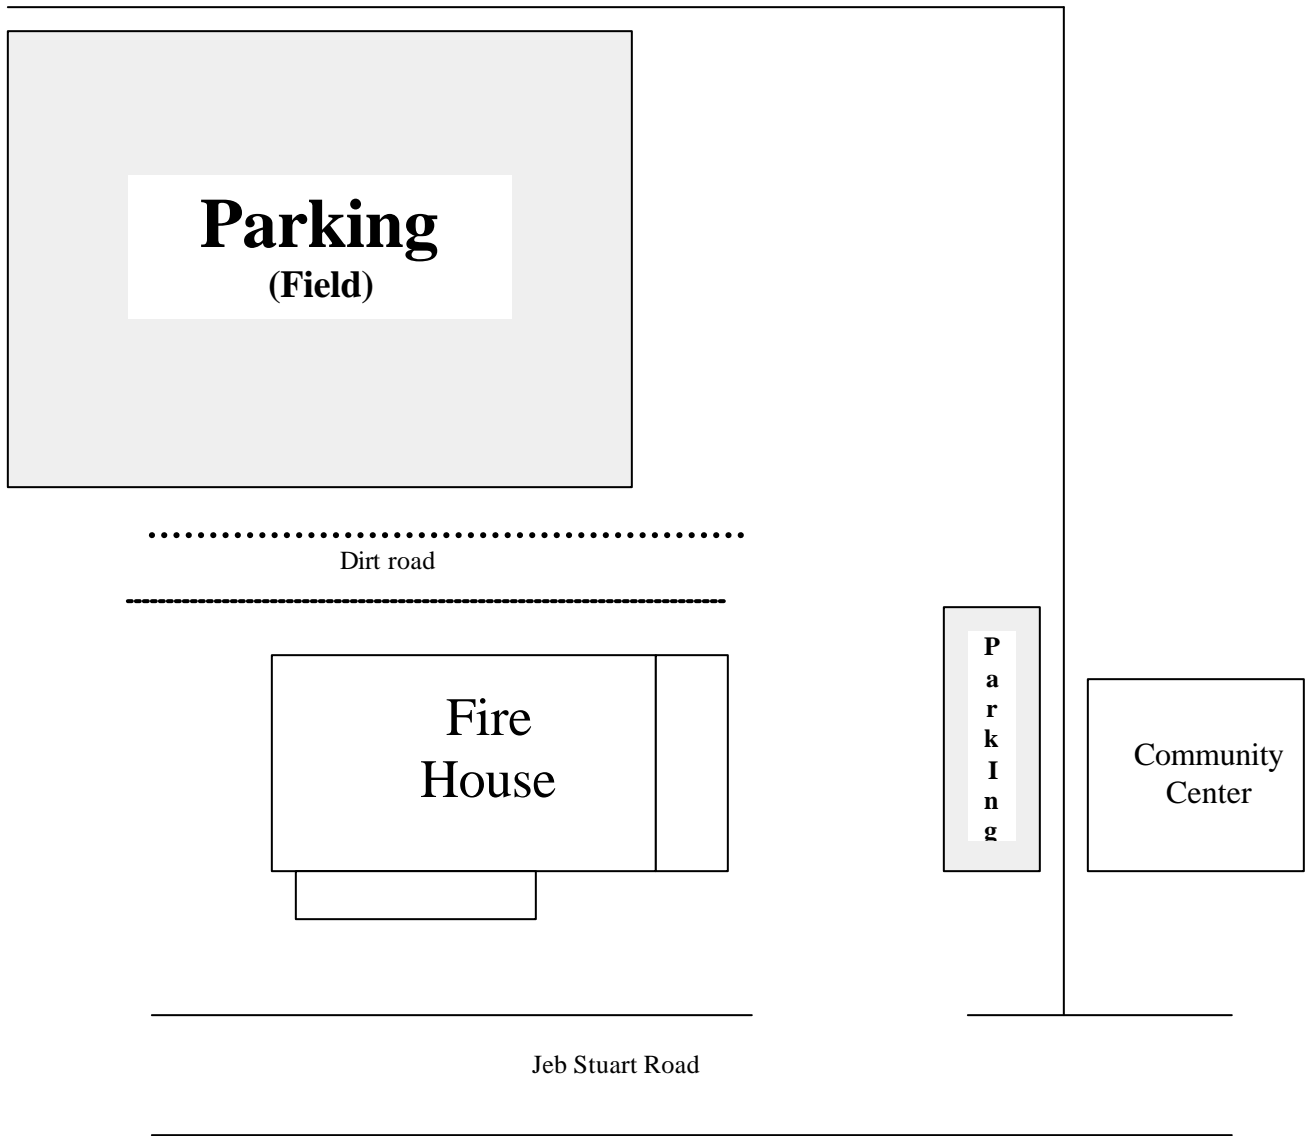 Parking
(Field)
Dirt road
Fire
House
P
a
r
k
I
n
g
Community
Center
Jeb Stuart Road